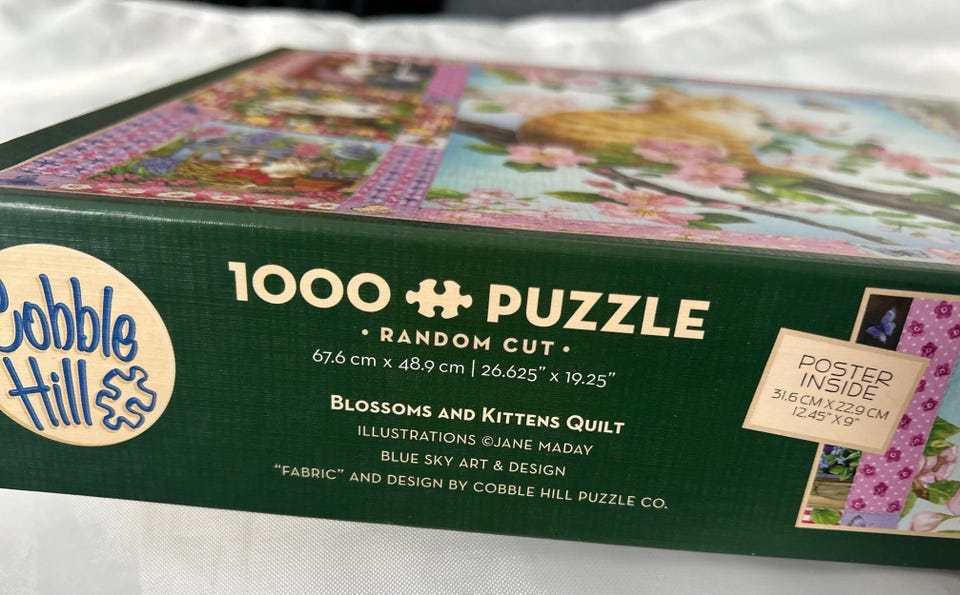 Cobble
Hill
1000 PUZZLE
• RANDOM CUT •
67.6 cm x 48.9 cm | 26.625" x 19.25"
BLOSSOMS AND KITTENS QUILT
ILLUSTRATIONS ©JANE MADAY
BLUE SKY ART & DESIGN
"FABRIC" AND DESIGN BY COBBLE HILL PUZZLE CO.
POSTER
INSIDE
31.6 CM X 22.9 CM
12.45" X 9"